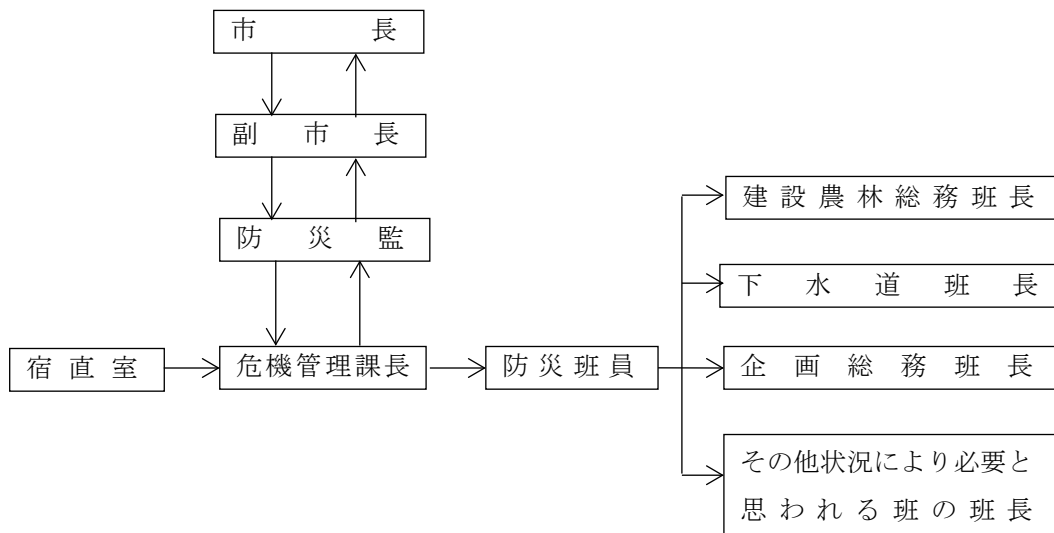 市長
副市長
防災監
宿直室
危機管理課長
防災班員
建設農林総務班長
下水道班長
企画総務班長
その他状況により必要と
思われる班の班長